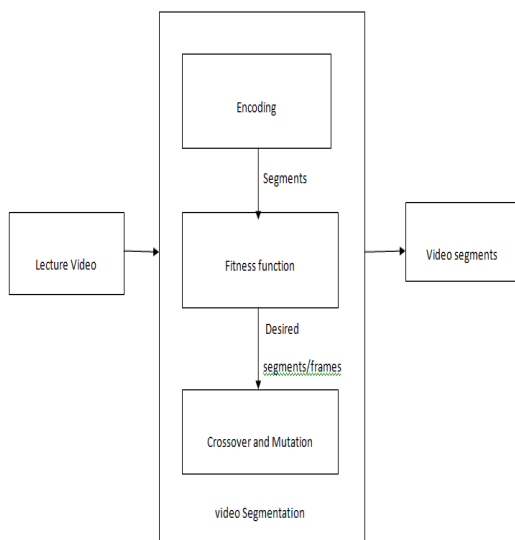 Encoding
Segments
Lecture Video
Fitness function
Video segments
Desired
segments/frames
Crossover and Mutation
video Segmentation